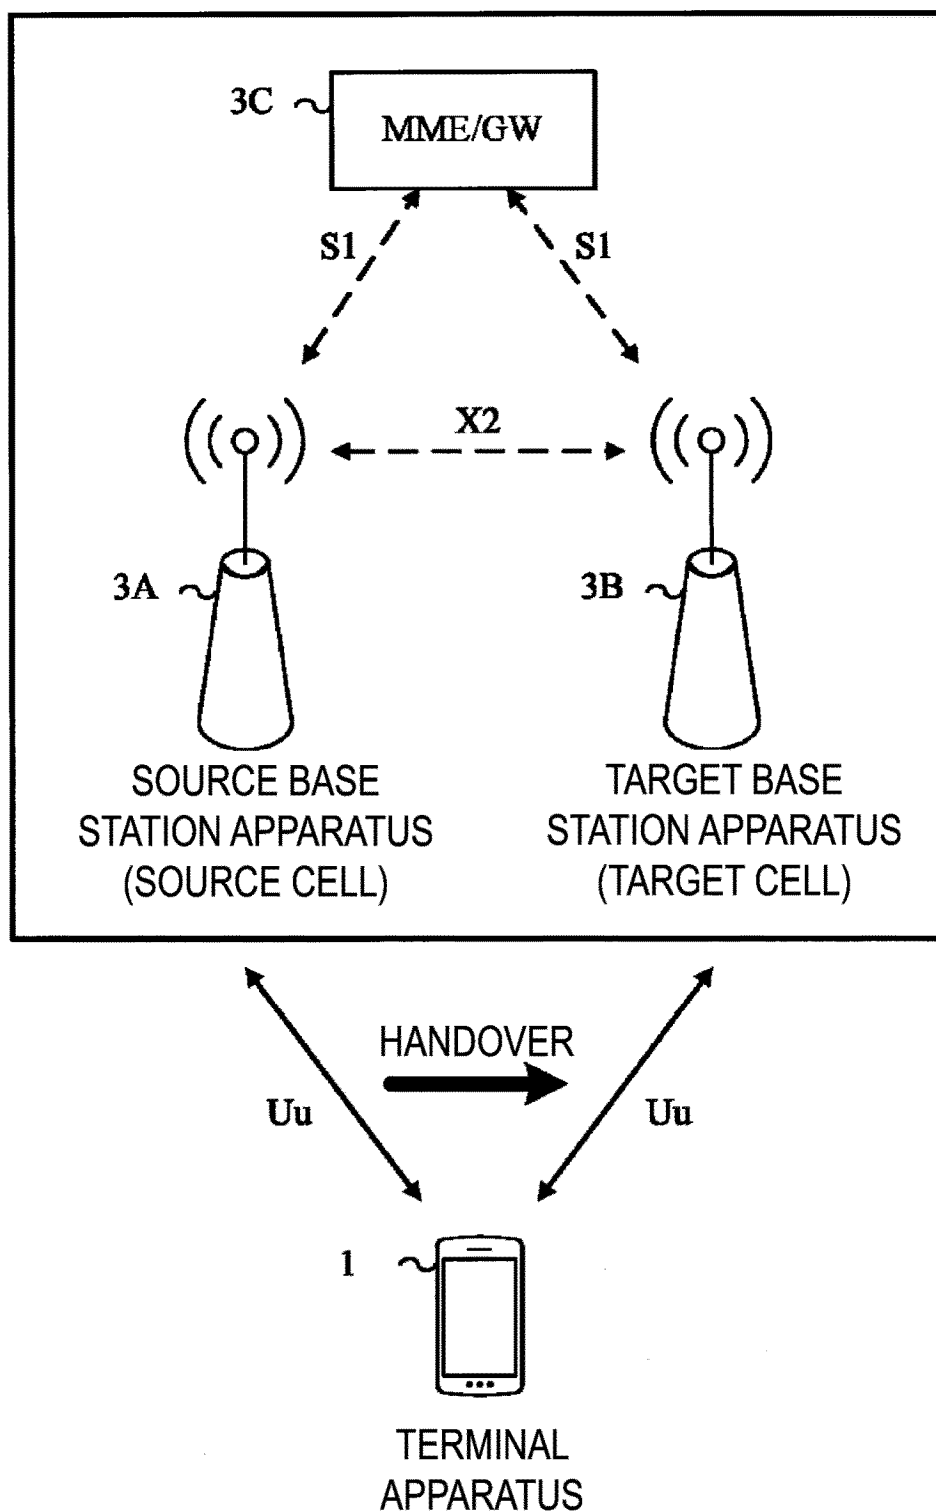 3C
MME/GW
S1
S1
X2
3A
3B
SOURCE BASE
STATION APPARATUS
(SOURCE CELL)
TARGET BASE
STATION APPARATUS
(TARGET CELL)
HANDOVER
Uu
Uu
1
TERMINAL
APPARATUS